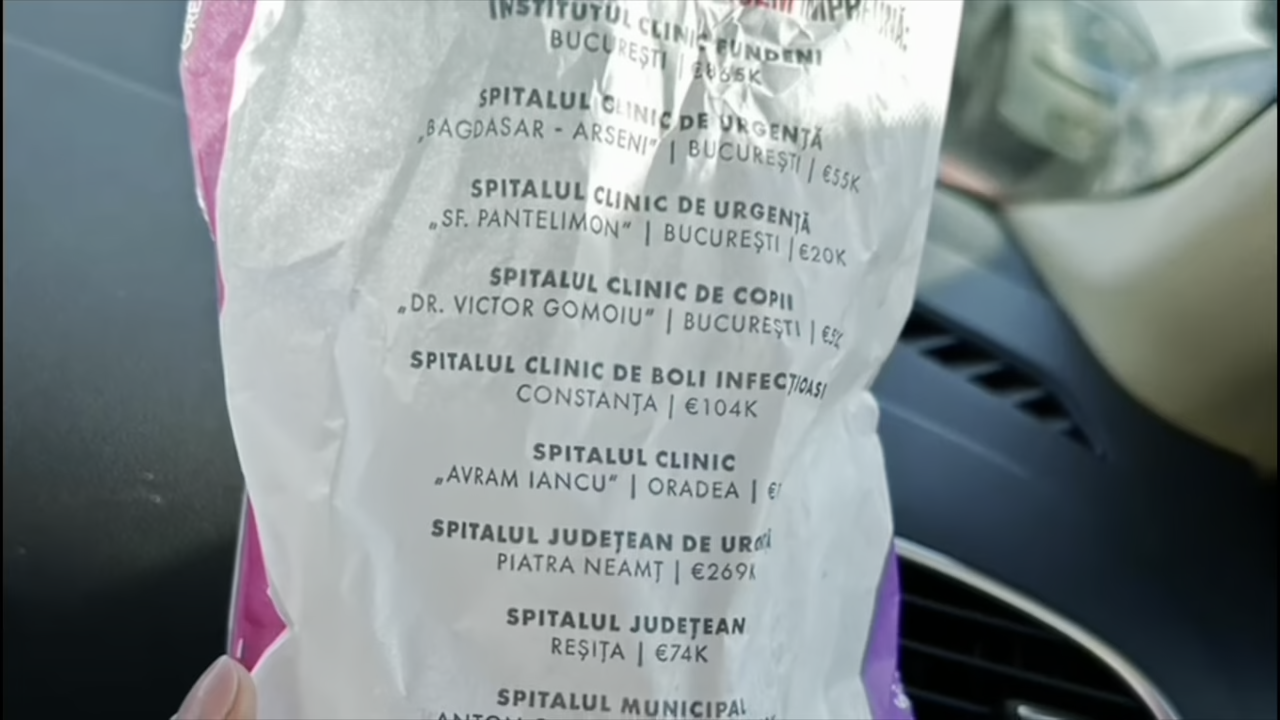 ÎMPREUNĂ:
INSTITUTUL CLINIC FUNDENI
BUCUREȘTI | €865K
SPITALUL CLINIC DE URGENȚĂ
„BAGDASAR - ARSENI” | BUCUREȘTI | €55K
SPITALUL CLINIC DE URGENȚĂ
„SF. PANTELIMON” | BUCUREȘTI | €20K
SPITALUL CLINIC DE COPII
„DR. VICTOR GOMOIU” | BUCUREȘTI |
SPITALUL CLINIC DE BOLI INFECȚIOASE
CONSTANȚA | €104K
SPITALUL CLINIC
„AVRAM IANCU” | ORADEA |
SPITALUL JUDEȚEAN DE
PIATRA NEAMȚ | €269K
SPITALUL JUDEȚEAN
REȘIȚA | €74K
SPITALUL MUNICIPAL